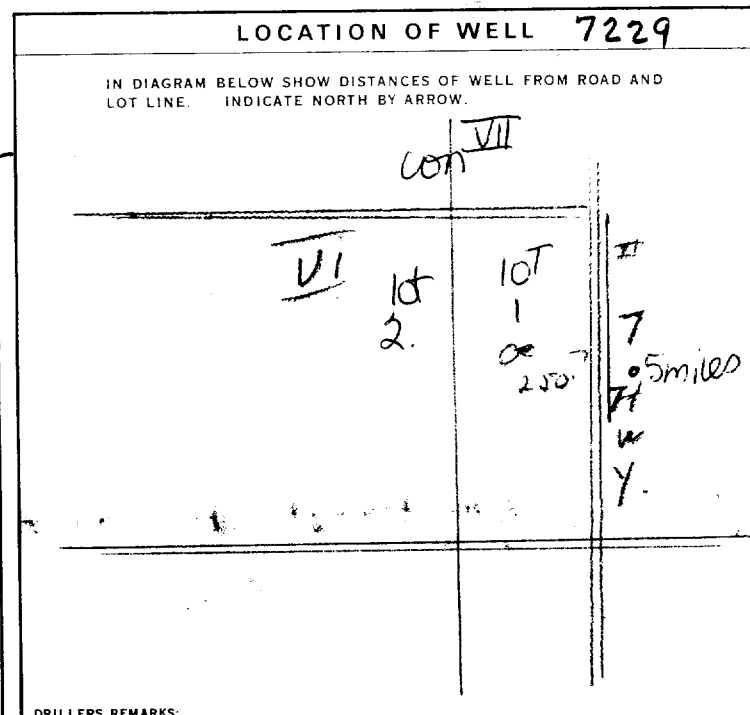 LOCATION OF WELL 7229
IN DIAGRAM BELOW SHOW DISTANCES OF WELL FROM ROAD AND
LOT LINE. INDICATE NORTH BY ARROW.
con VII
VI
lot
2.
lot
1
250'
7
.5miles
H
w
y.
DRILLERS REMARKS: